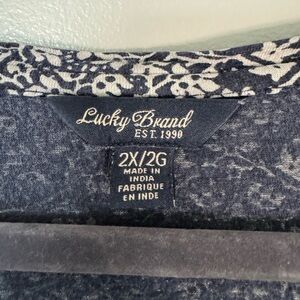 Lucky Brand
EST. 1990
2X/2G
MADE IN
INDIA
FABRIQUE
EN INDE